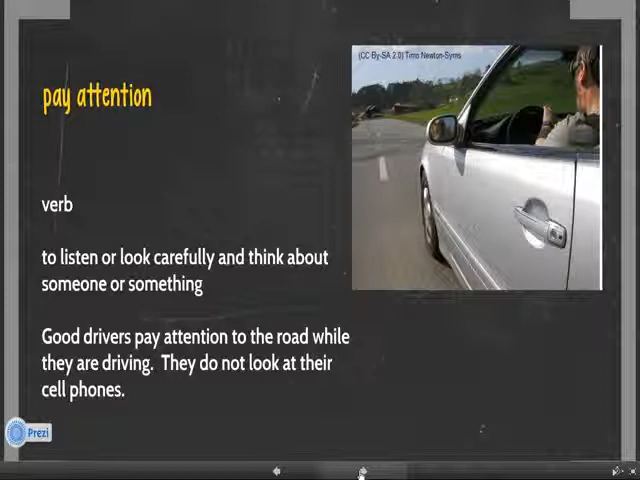 (CC By-SA 2.0) Timo Newton-Syms
pay attention
verb
to listen or look carefully and think about
someone or something
Good drivers pay attention to the road while
they are driving.  They do not look at their
cell phones.
Prezi